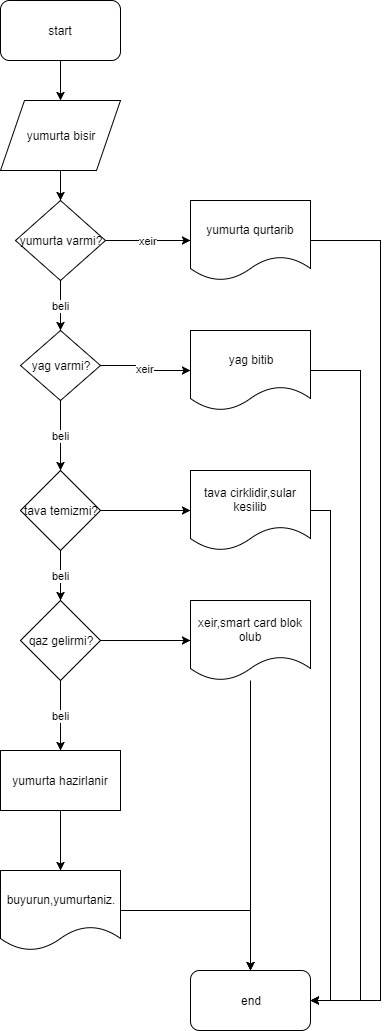 start
yumurta bisir
yumurta varmi?
xeir
yumurta qurtarib
beli
yag varmi?
xeir
yag bitib
beli
tava temizmi?
tava cirklidir,sular
kesilib
beli
qaz gelirmi?
xeir,smart card blok
olub
beli
yumurta hazirlanir
buyurun,yumurtaniz.
end